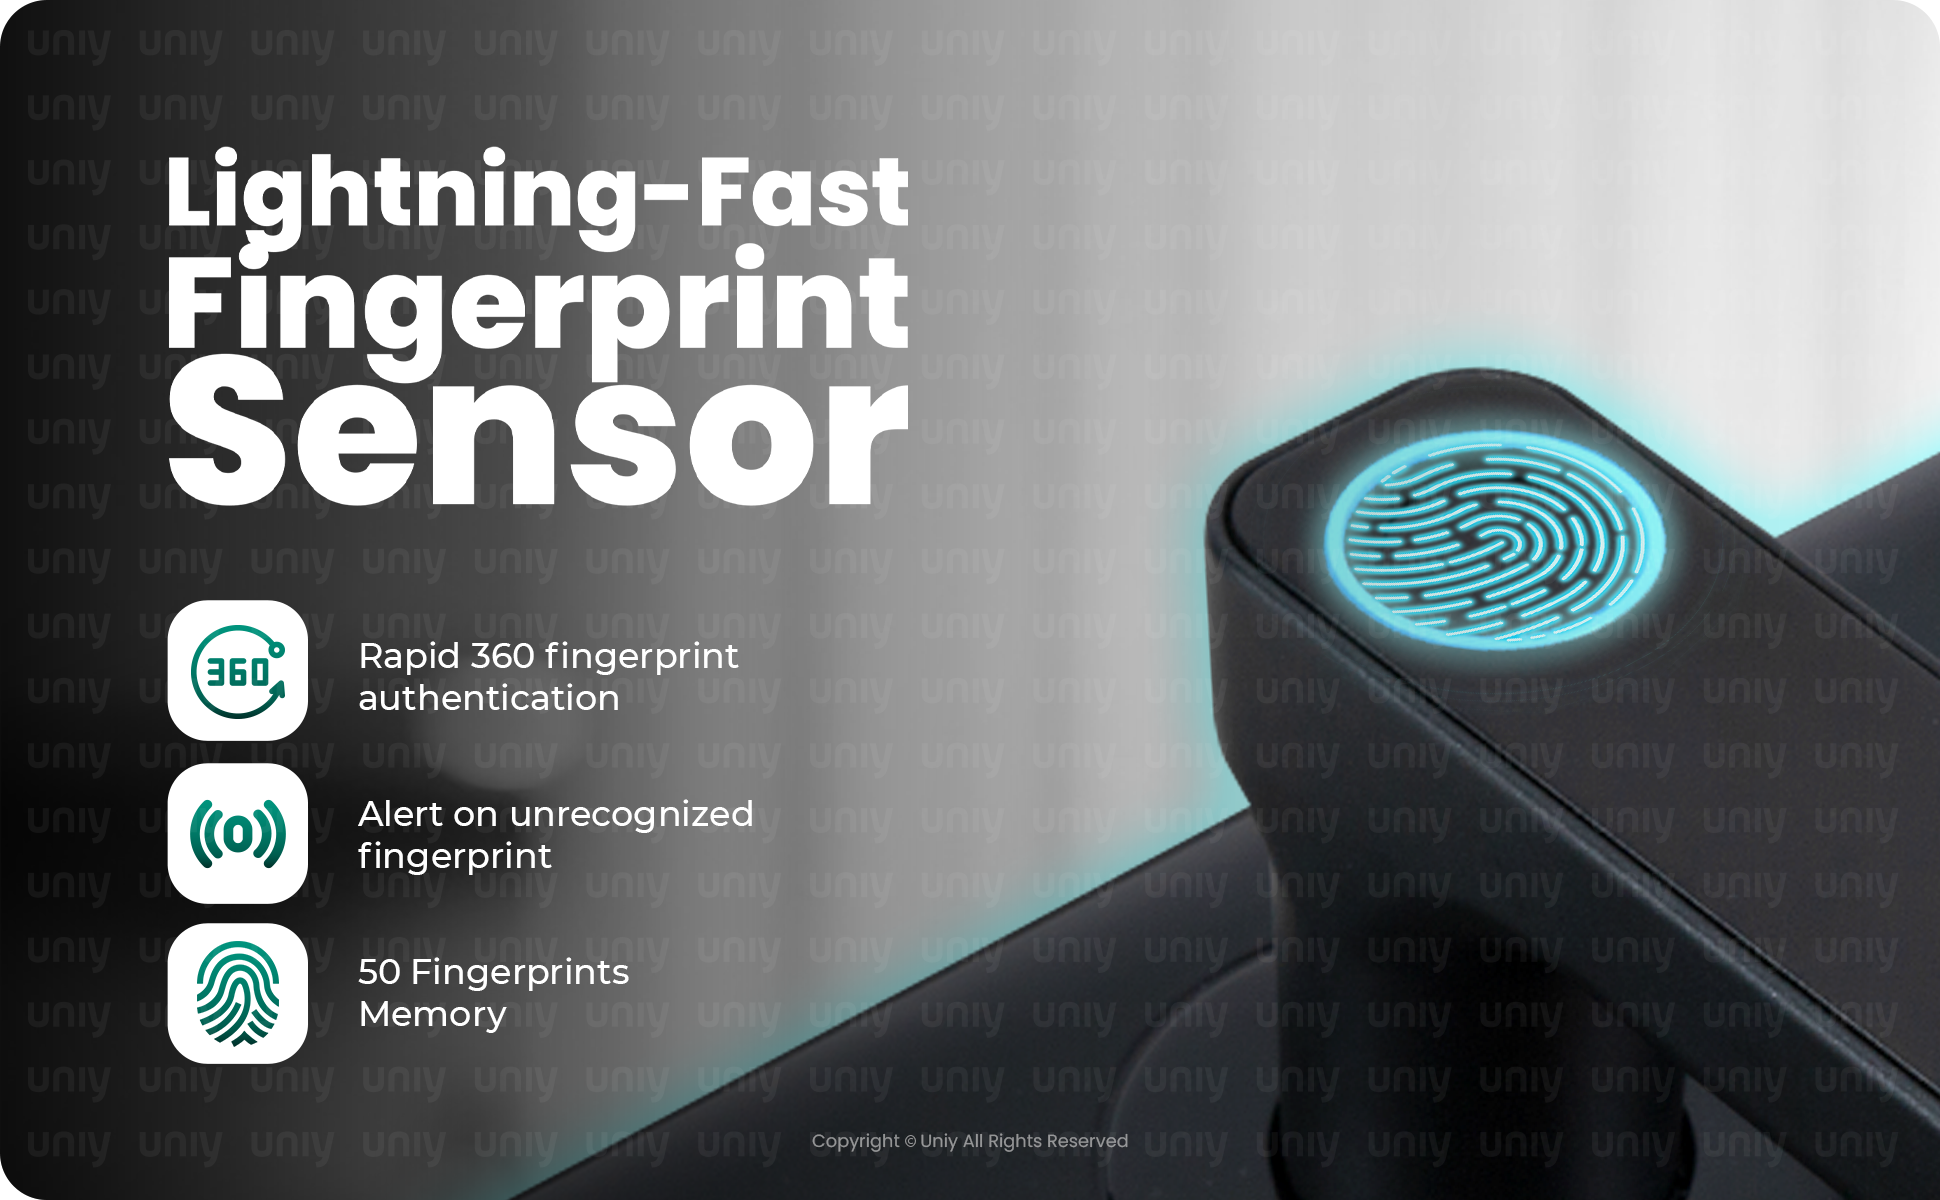 Lightning-Fast
Fingerprint
Sensor
360
Rapid 360 fingerprint
authentication
Alert on unrecognized
fingerprint
50 Fingerprints
Memory
Copyright © Uniy All Rights Reserved